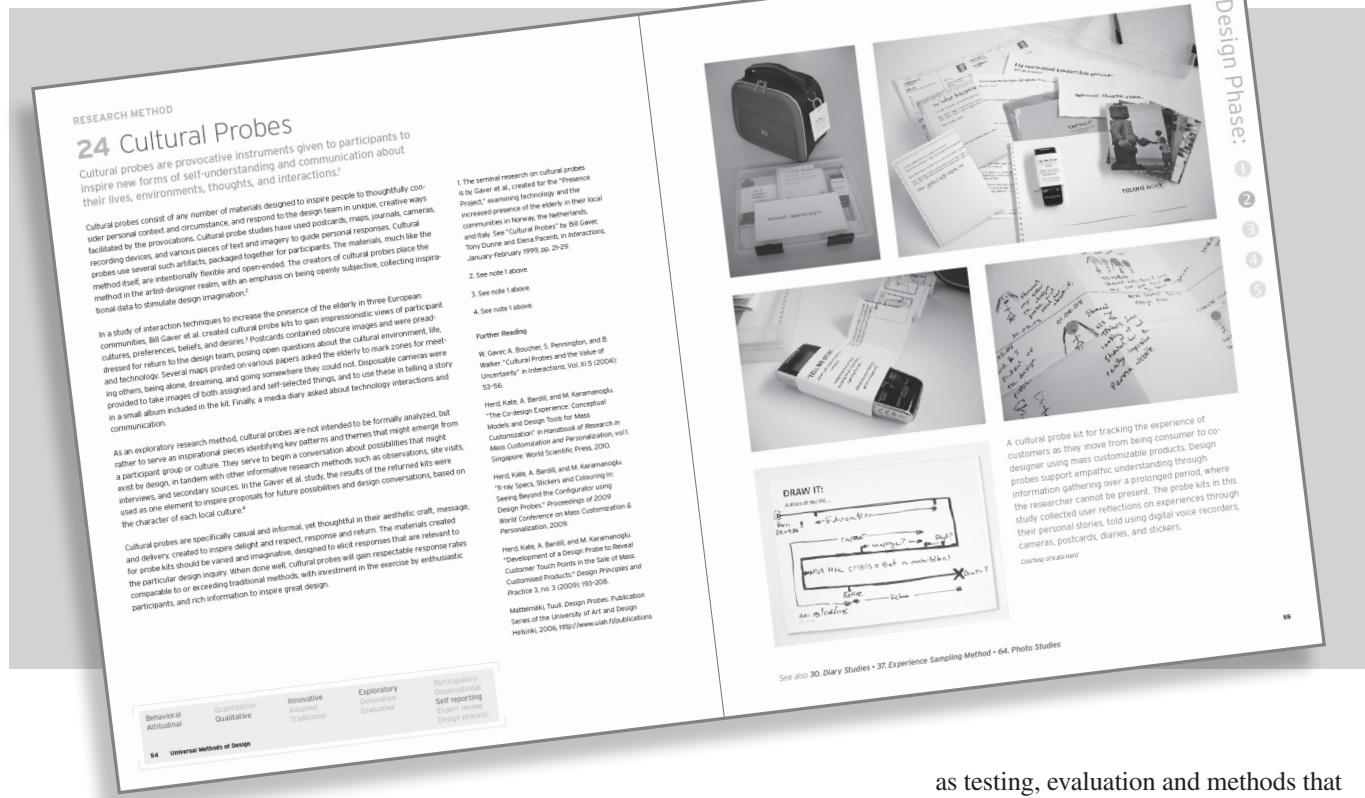 RESEARCH METHOD
24 Cultural Probes
Cultural probes are provocative instruments given to participants to
inspire new forms of self-understanding and communication about
their lives, environments, thoughts, and interactions.¹
Cultural probes consist of any number of materials designed to inspire people to thoughtfully con-
sider personal context and circumstance, and respond to the design team in unique, creative ways
facilitated by the provocations. Cultural probe studies have used postcards, maps, journals, cameras,
recording devices, and various pieces of text and imagery to guide personal responses. Cultural
probes use several such artifacts, packaged together for participants. The materials, much like the
method itself, are intentionally flexible and open-ended. The creators of cultural probes place the
method in the artist-designer realm, with an emphasis on being openly subjective, collecting inspira-
tional data to stimulate design imagination.²
In a study of interaction techniques to increase the presence of the elderly in three European
communities, Bill Gaver et al. created cultural probe kits to gain impressionistic views of participant
cultures, preferences, beliefs, and desires.³ Postcards contained obscure images and were pread-
dressed for return to the design team, posing open questions about the cultural environment, life,
and technology. Several maps printed on various papers asked the elderly to mark zones for meet-
ing others, being alone, dreaming, and going somewhere they could not. Disposable cameras were
provided to take images of both assigned and self-selected things, and to use these in telling a story
in a small album included in the kit. Finally, a media diary asked about technology interactions and
communication.
As an exploratory research method, cultural probes are not intended to be formally analyzed, but
rather to serve as inspirational pieces identifying key patterns and themes that might emerge from
a participant group or culture. They serve to begin a conversation about possibilities that might
exist by design, in tandem with other informative research methods such as observations, site visits,
interviews, and secondary sources. In the Gaver et al. study, the results of the returned kits were
used as one element to inspire proposals for future possibilities and design conversations, based on
the character of each local culture.⁴
Cultural probes are specifically casual and informal, yet thoughtful in their aesthetic craft, message,
and delivery, created to inspire delight and respect, response and return. The materials created
for probe kits should be varied and imaginative, designed to elicit responses that are relevant to
the particular design inquiry. When done well, cultural probes will gain respectable response rates
comparable to or exceeding traditional methods, with investment in the exercise by enthusiastic
participants, and rich information to inspire great design.
1. The seminal research on cultural probes
is by Gaver et al., created for the "Presence
Project," examining technology and the
increased presence of the elderly in their local
communities in Norway, the Netherlands,
and Italy. See "Cultural Probes" by Bill Gaver,
Tony Dunne and Elena Pacenti, in Interactions,
January-February 1999, pp. 21-29.
2. See note 1 above.
3. See note 1 above.
4. See note 1 above.
Further Reading
W. Gaver, A. Boucher, S. Pennington, and B.
Walker. "Cultural Probes and the Value of
Uncertainty" in Interactions, Vol. XI.5 (2004):
53-56.
Herd, Kate, A. Bardill, and M. Karamanoglu.
"The Co-design Experience: Conceptual
Models and Design Tools for Mass
Customization" in Handbook of Research in
Mass Customization and Personalization, vol 1.
Singapore: World Scientific Press, 2010.
Herd, Kate, A. Bardill, and M. Karamanoglu.
"X-ray Specs, Stickers and Colouring In:
Seeing Beyond the Configurator using
Design Probes." Proceedings of 2009
World Conference on Mass Customization &
Personalization, 2009.
Herd, Kate, A. Bardill, and M. Karamanoglu.
"Development of a Design Probe to Reveal
Customer Touch Points in the Sale of Mass
Customised Products." Design Principles and
Practice 3, no. 3 (2009): 193-208.
Mattelmäki, Tuuli. Design Probes. Publication
Series of the University of Art and Design
Helsinki, 2006, http://www.uiah.fi/publications
Behavioral
Attitudinal
Quantitative
Qualitative
Innovative
Adapted
Traditional
Exploratory
Generative
Evaluative
Participatory
Observational
Self reporting
Expert review
Design process
54 Universal Methods of Design
Design Phase:
1
2
3
4
5
record book
TELL ME STORI
DRAW IT:
Education
career
mid life crisis + get a motorbike!
Death?
Retire
A cultural probe kit for tracking the experience of
customers as they move from being consumer to co-
designer using mass customizable products. Design
probes support empathic understanding through
information gathering over a prolonged period, where
the researcher cannot be present. The probe kits in this
study collected user reflections on experiences through
their personal stories, told using digital voice recorders,
cameras, postcards, diaries, and stickers.
Courtesy of Kate Herd
See also 30. Diary Studies • 37. Experience Sampling Method • 64. Photo Studies
55
as testing, evaluation and methods that